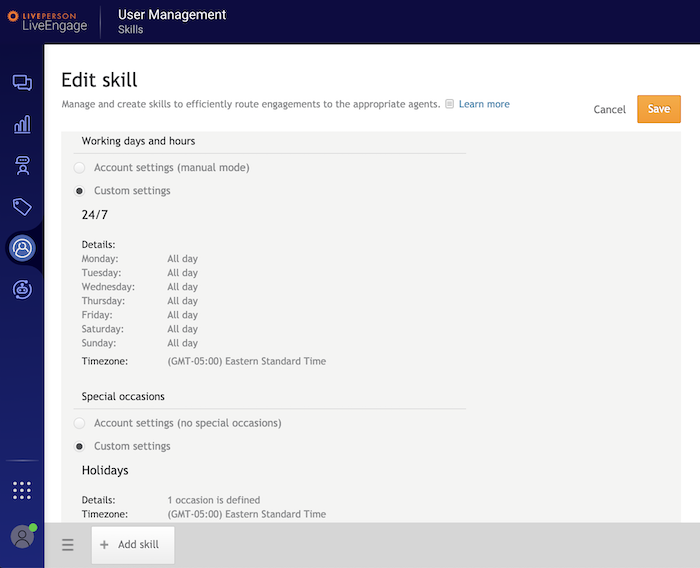 LIVEPERSON
LiveEngage
User Management
Skills
Edit skill
Manage and create skills to efficiently route engagements to the appropriate agents. Learn more
Cancel
Save
Working days and hours
Account settings (manual mode)
Custom settings
24/7
Details:
Monday: All day
Tuesday: All day
Wednesday: All day
Thursday: All day
Friday: All day
Saturday: All day
Sunday: All day
Timezone: (GMT-05:00) Eastern Standard Time
Special occasions
Account settings (no special occasions)
Custom settings
Holidays
Details: 1 occasion is defined
Timezone: (GMT-05:00) Eastern Standard Time
+ Add skill